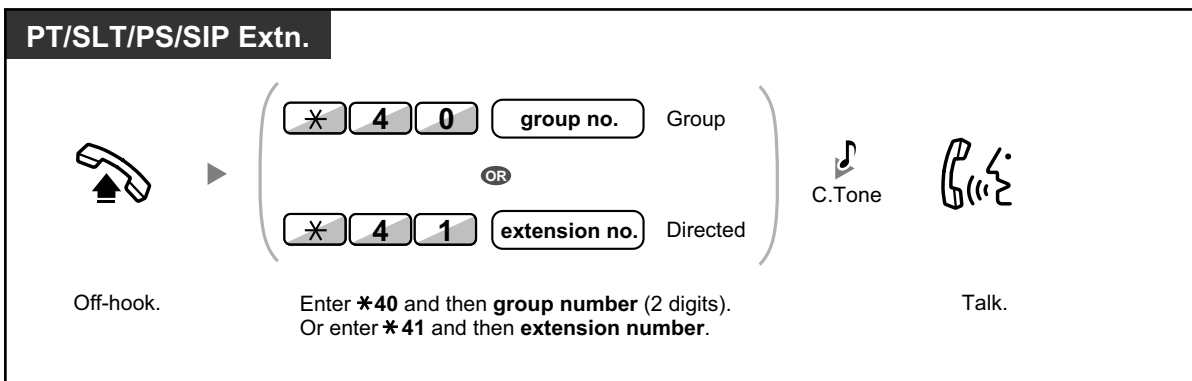 PT/SLT/PS/SIP Extn.
* 4 0 group no. Group
OR
* 4 1 extension no. Directed
C.Tone
Off-hook.
Enter *40 and then group number (2 digits).
Or enter *41 and then extension number.
Talk.